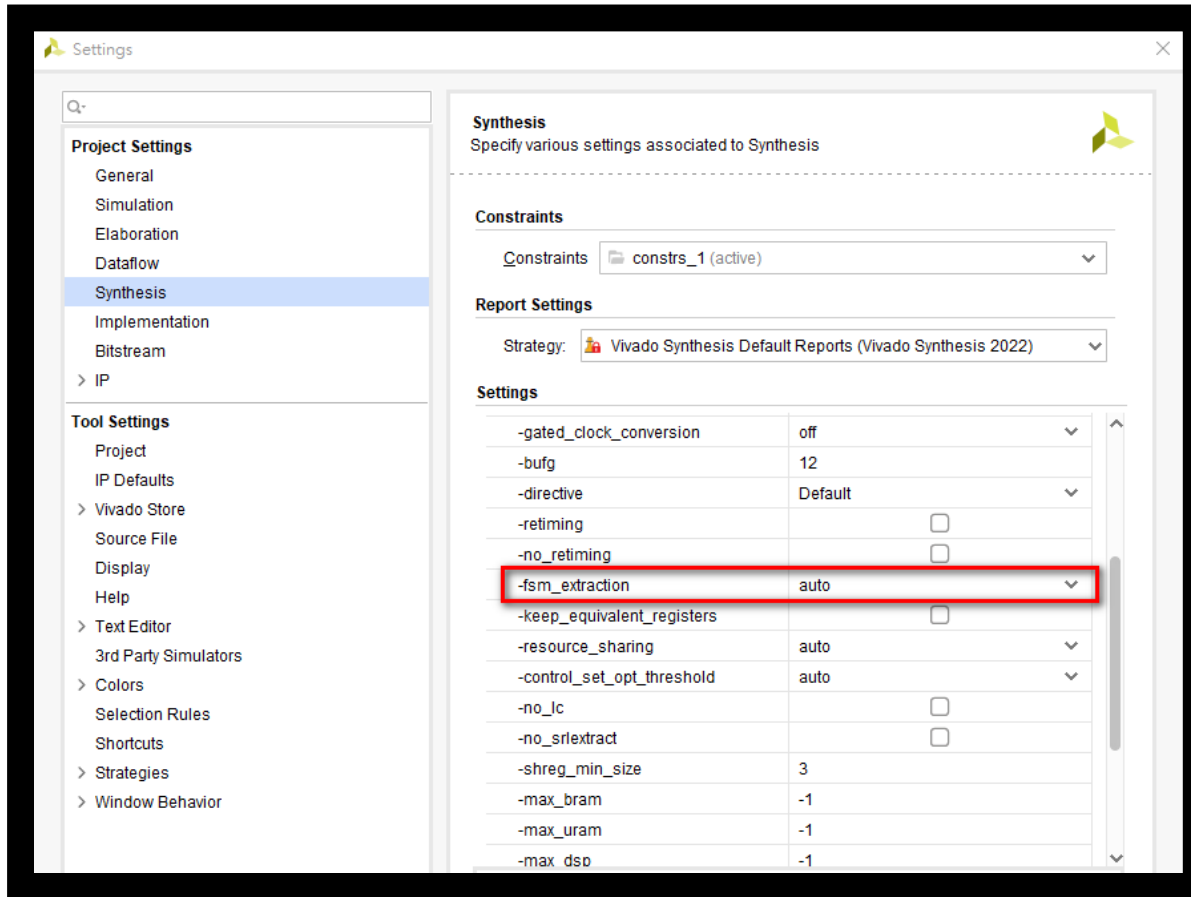 Settings
Project Settings
General
Simulation
Elaboration
Dataflow
Synthesis
Implementation
Bitstream
IP
Tool Settings
Project
IP Defaults
Vivado Store
Source File
Display
Help
Text Editor
3rd Party Simulators
Colors
Selection Rules
Shortcuts
Strategies
Window Behavior
Synthesis
Specify various settings associated to Synthesis
Constraints
Constraints constrs_1 (active)
Report Settings
Strategy: Vivado Synthesis Default Reports (Vivado Synthesis 2022)
Settings
-gated_clock_conversion off
-bufg 12
-directive Default
-retiming
-no_retiming
-fsm_extraction auto
-keep_equivalent_registers
-resource_sharing auto
-control_set_opt_threshold auto
-no_lc
-no_srlextract
-shreg_min_size 3
-max_bram -1
-max_uram -1
-max_dsp -1